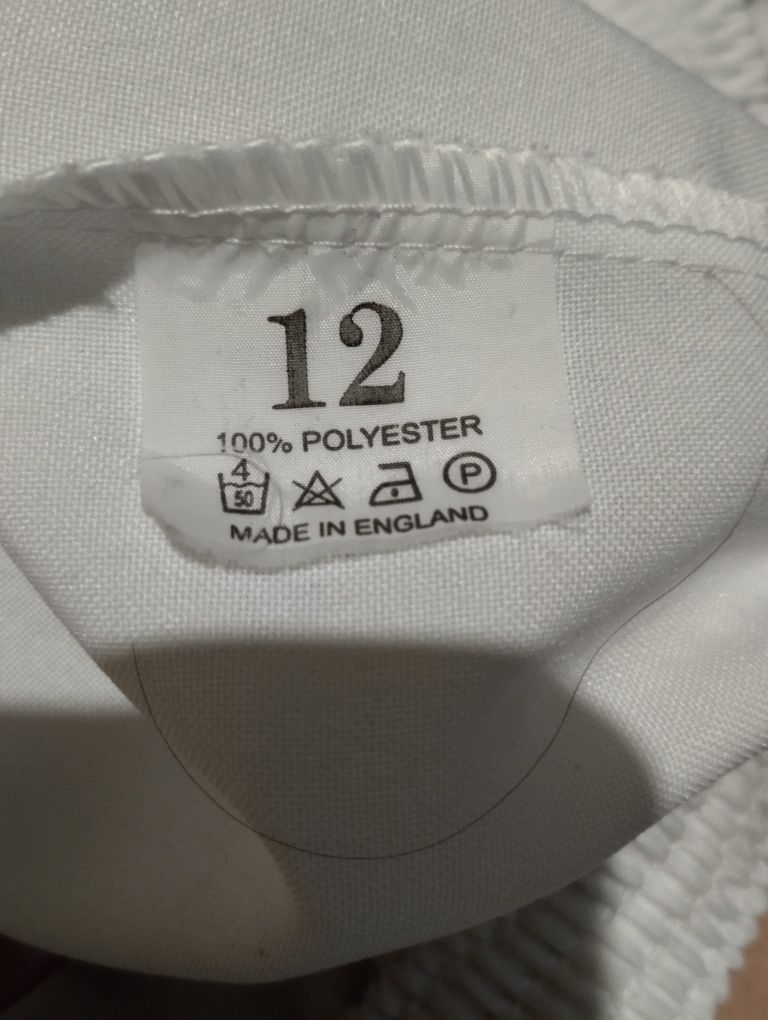 12
100% POLYESTER
4
50 P
MADE IN ENGLAND